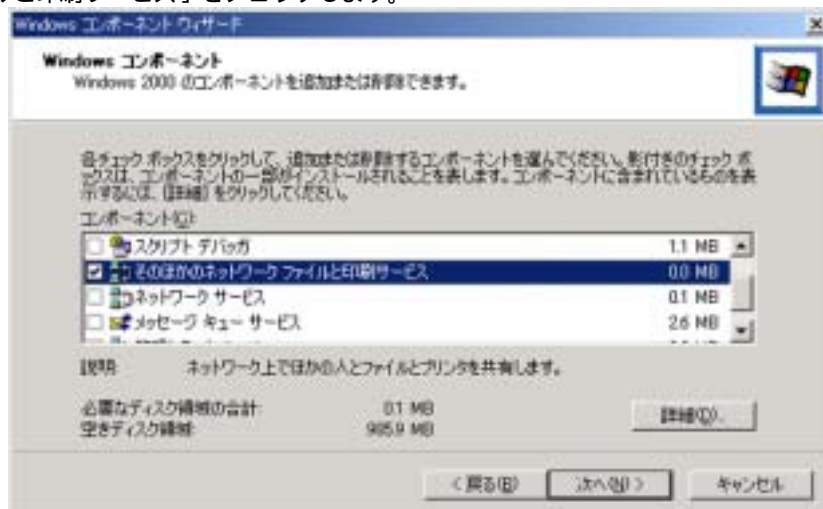 と印刷サービス」をチェックします。
Windows コンポーネント ウィザード
Windows コンポーネント
Windows 2000 のコンポーネントを追加または削除できます。
各チェック ボックスをクリックして、追加または削除するコンポーネントを選んでください。影付きのチェック ボ
ックスは、コンポーネントの一部がインストールされることを表します。コンポーネントに含まれているものを表
示するには、[詳細] をクリックしてください。
コンポーネント(C):
スクリプト デバッガ 1.1 MB
そのほかのネットワーク ファイルと印刷サービス 0.0 MB
ネットワーク サービス 0.1 MB
メッセージ キュー サービス 2.6 MB
説明: ネットワーク上でほかの人とファイルとプリンタを共有します。
必要なディスク領域の合計: 0.1 MB
空きディスク領域: 985.9 MB
詳細(D)...
< 戻る(B)
次へ(N) >
キャンセル